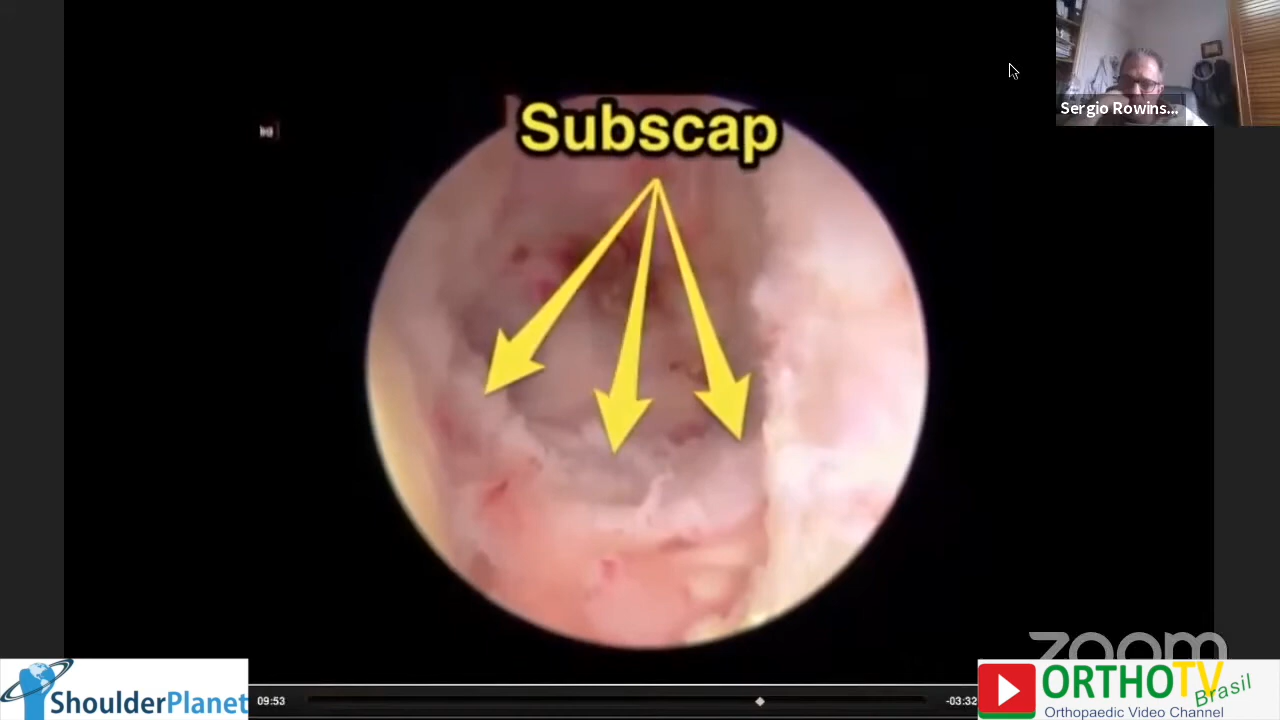 Subscap
Sergio Rowins...
zoom
ShoulderPlanet
09:53
-03:32
ORTHOTV
Brasil
Orthopaedic Video Channel